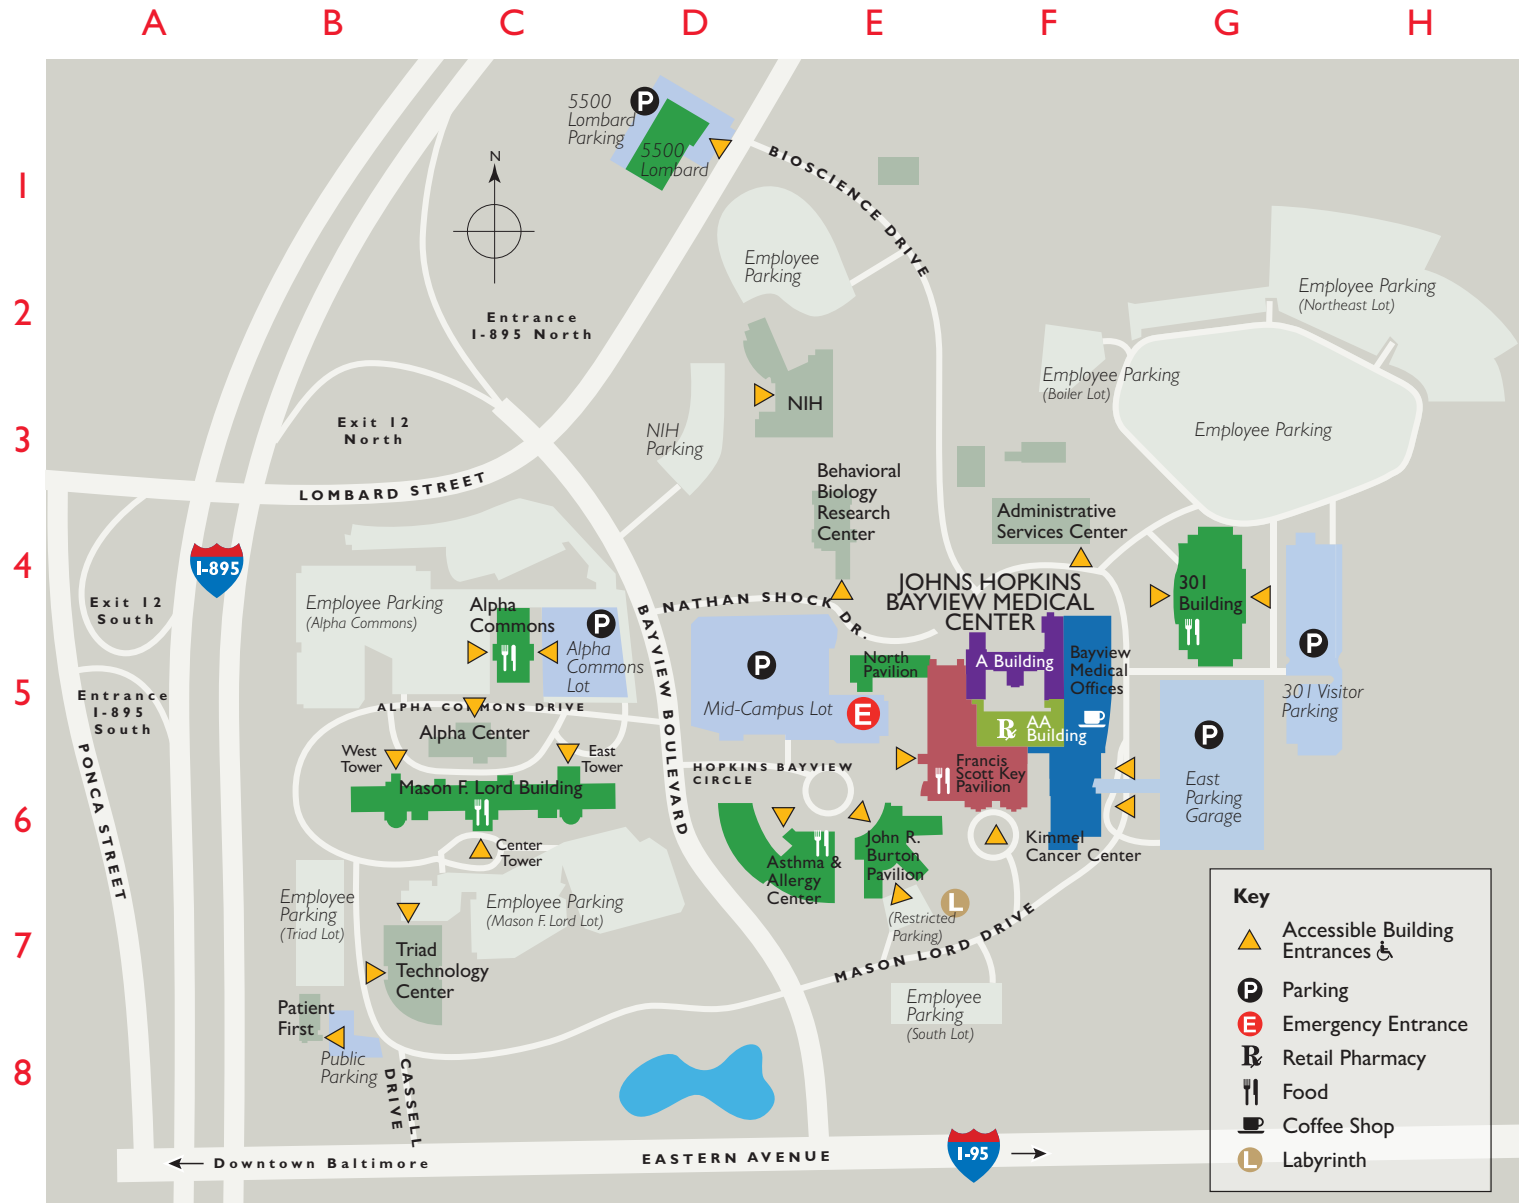 A B C D E F G H
1
2
3
4
5
6
7
8
5500
Lombard
Parking
P
5500
Lombard
BIOSCIENCE DRIVE
N
Employee
Parking
Entrance
I-895 North
Employee Parking
(Northeast Lot)
Employee Parking
(Boiler Lot)
Employee Parking
NIH
NIH
Parking
Exit 12
North
LOMBARD STREET
Behavioral
Biology
Research
Center
Administrative
Services Center
I-895
Exit 12
South
Employee Parking
(Alpha Commons)
Alpha
Commons
P
Alpha
Commons
Lot
NATHAN SHOCK DR.
JOHNS HOPKINS
BAYVIEW MEDICAL
CENTER
301
Building
P
301 Visitor
Parking
BAYVIEW BOULEVARD
P
Mid-Campus Lot
North
Pavilion
E
A Building
Bayview
Medical
Offices
AA
Building
Francis
Scott Key
Pavilion
P
East
Parking
Garage
Entrance
I-895
South
PONCA STREET
ALPHA COMMONS DRIVE
Alpha Center
West
Tower
East
Tower
Mason F. Lord Building
Center
Tower
HOPKINS BAYVIEW
CIRCLE
Asthma &
Allergy
Center
John R.
Burton
Pavilion
Kimmel
Cancer Center
(Restricted
Parking)
L
MASON LORD DRIVE
Employee
Parking
(Triad Lot)
Employee Parking
(Mason F. Lord Lot)
Triad
Technology
Center
Patient
First
Public
Parking
CASSELL
DRIVE
Employee
Parking
(South Lot)
Downtown Baltimore
EASTERN AVENUE
I-95
Key
Accessible Building
Entrances
P Parking
E Emergency Entrance
Retail Pharmacy
Food
Coffee Shop
L Labyrinth